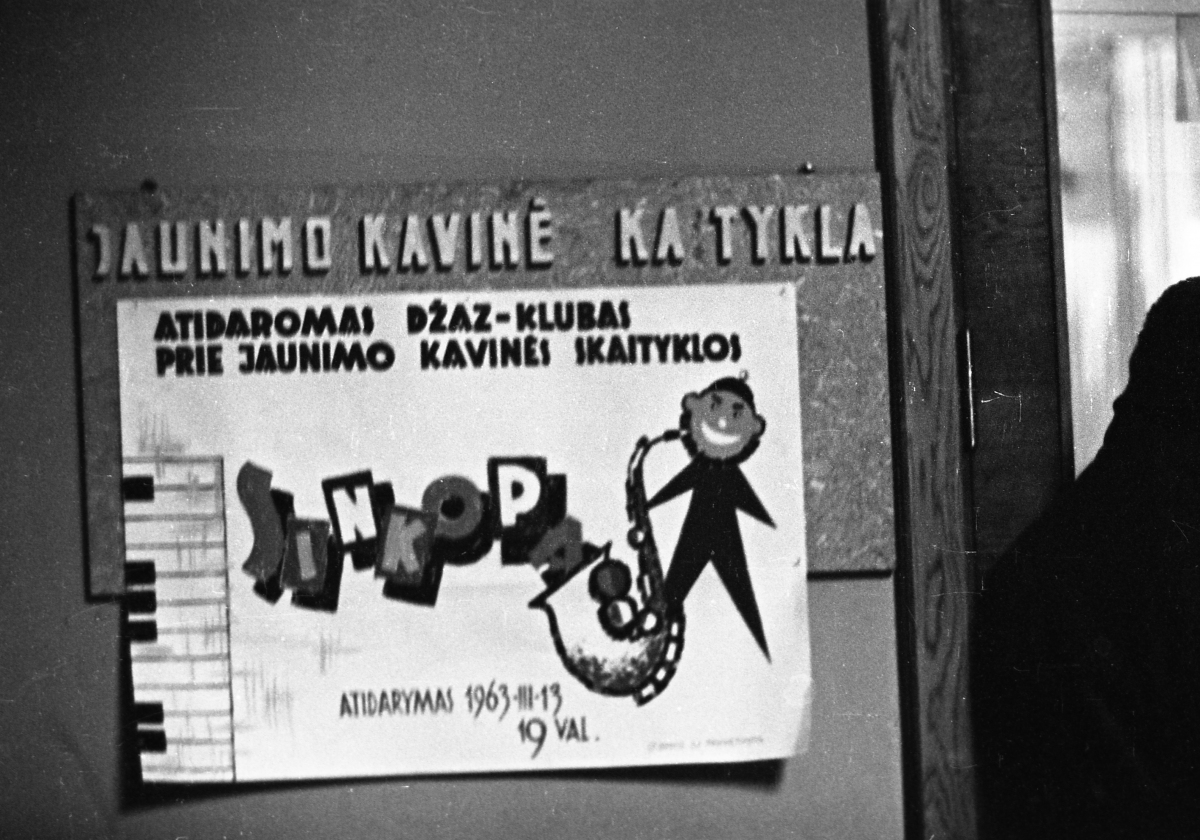 JAUNIMO KAVINĖ KA TYKLA
ATIDAROMAS DŽAZ-KLUBAS
PRIE JAUNIMO KAVINĖS SKAITYKLOS
SINKOPA
ATIDARYMAS 1963-III-13
19 VAL.